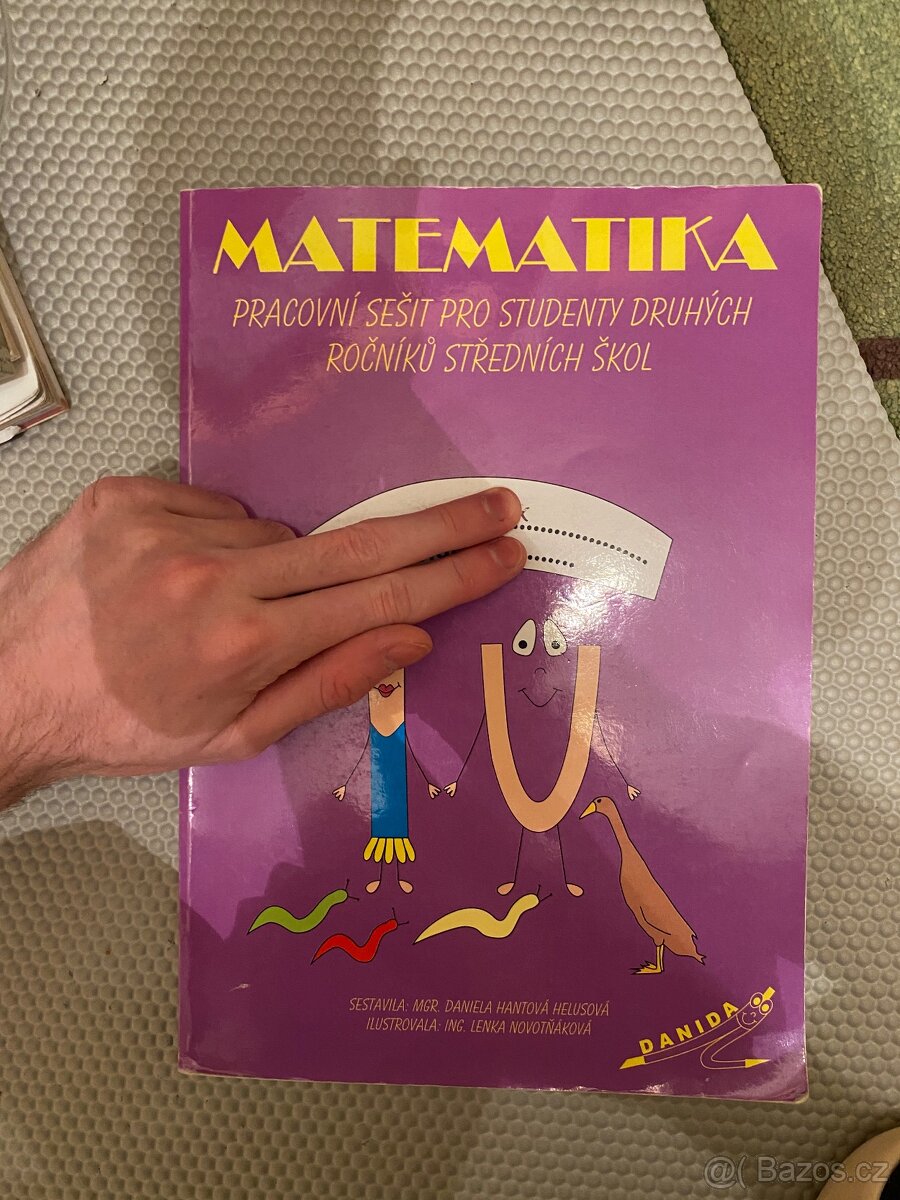 MATEMATIKA
PRACOVNÍ SEŠIT PRO STUDENTY DRUHÝCH
ROČNÍKŮ STŘEDNÍCH ŠKOL
SESTAVILA: MGR. DANIELA HANTOVÁ HELUSOVÁ
ILUSTROVALA: ING. LENKA NOVOTŇÁKOVÁ
DANIDA
@( Bazos.cz